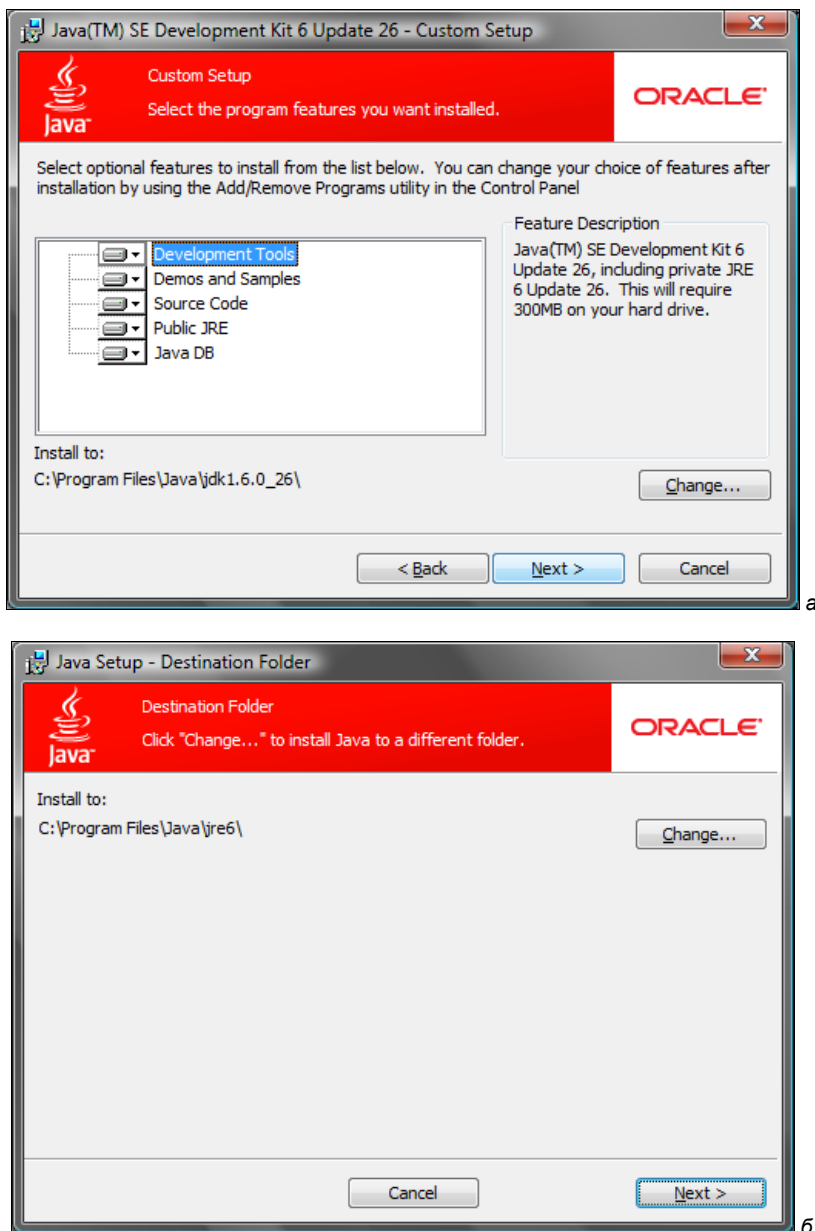 Java(TM) SE Development Kit 6 Update 26 - Custom Setup
Java™
Custom Setup
Select the program features you want installed.
ORACLE®
Select optional features to install from the list below. You can change your choice of features after
installation by using the Add/Remove Programs utility in the Control Panel
Development Tools
Demos and Samples
Source Code
Public JRE
Java DB
Feature Description
Java(TM) SE Development Kit 6
Update 26, including private JRE
6 Update 26. This will require
300MB on your hard drive.
Install to:
C:\Program Files\Java\jdk1.6.0_26\
Change...
< Back
Next >
Cancel
а
Java Setup - Destination Folder
Java™
Destination Folder
Click "Change..." to install Java to a different folder.
ORACLE®
Install to:
C:\Program Files\Java\jre6\
Change...
Cancel
Next >
б